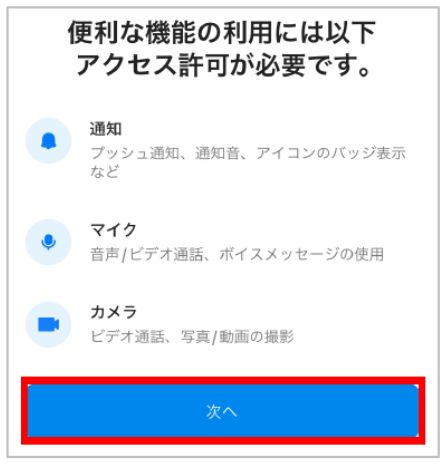 便利な機能の利用には以下
アクセス許可が必要です。
通知
プッシュ通知、通知音、アイコンのバッジ表示
など
マイク
音声/ビデオ通話、ボイスメッセージの使用
カメラ
ビデオ通話、写真/動画の撮影
次へ